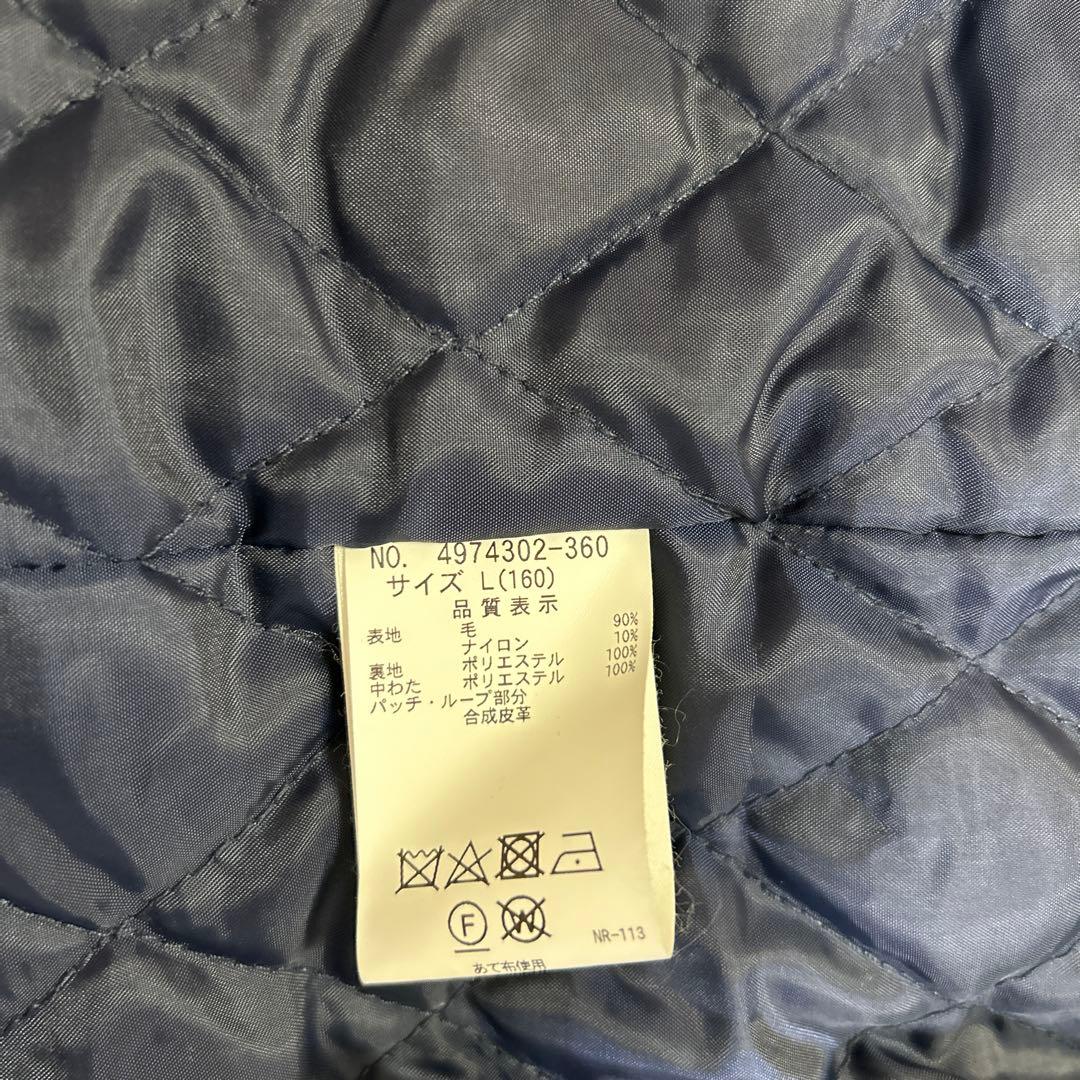 NO. 4974302-360
サイズ L(160)
品質表示
表地 毛 90%
ナイロン 10%
裏地 ポリエステル 100%
中わた ポリエステル 100%
パッチ・ループ部分
合成皮革
F W
NR-113
あて布使用